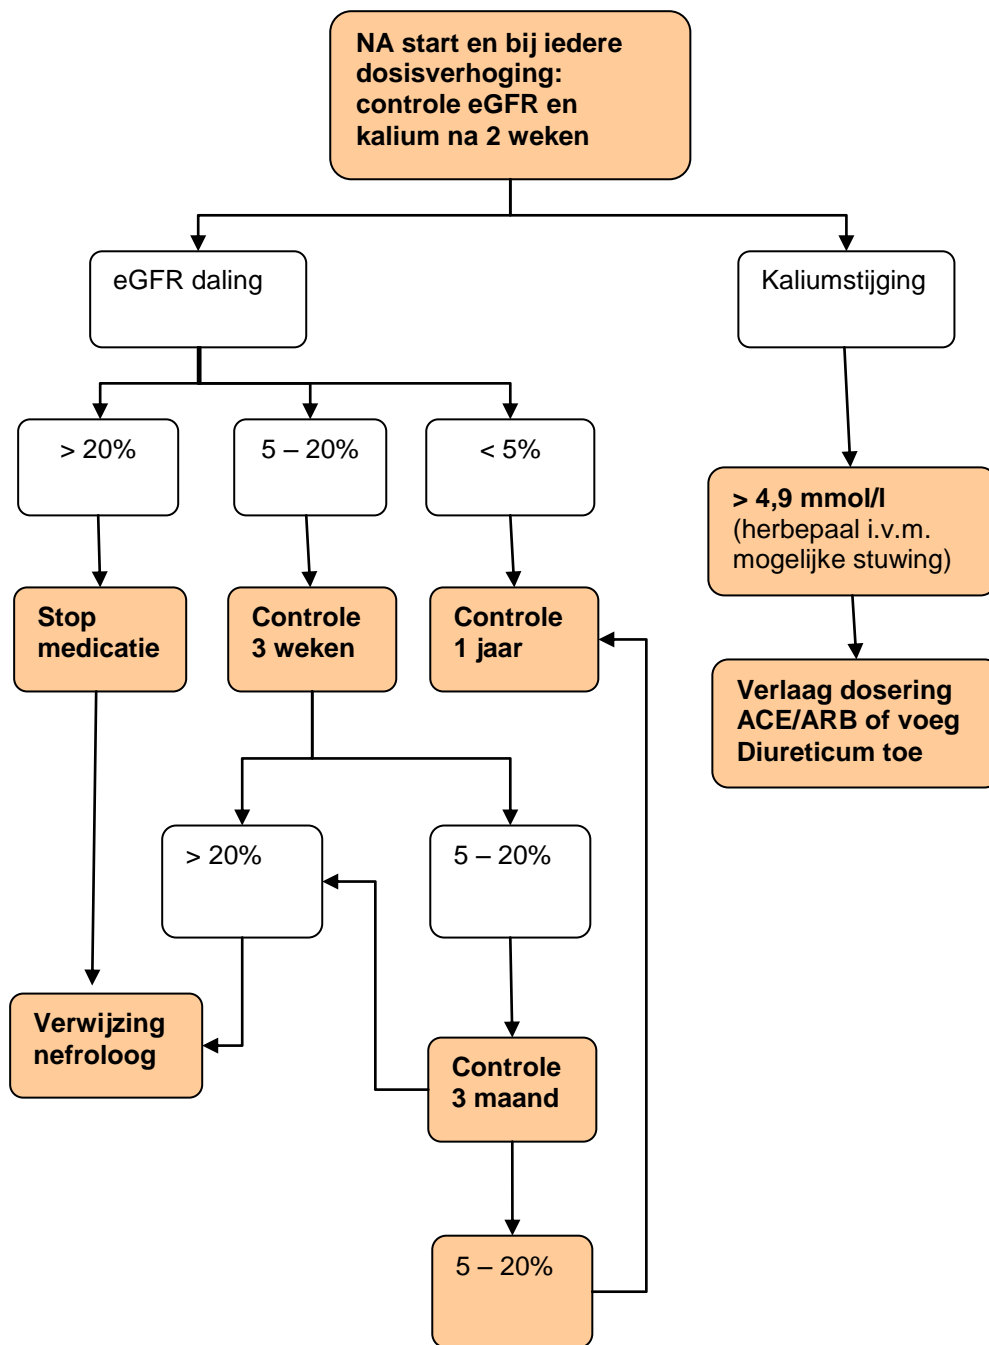 NA start en bij iedere
dosisverhoging:
controle eGFR en
kalium na 2 weken
eGFR daling
Kaliumstijging
> 20%
5 – 20%
< 5%
> 4,9 mmol/l
(herbepaal i.v.m.
mogelijke stuwing)
Stop
medicatie
Controle
3 weken
Controle
1 jaar
Verlaag dosering
ACE/ARB of voeg
Diureticum toe
> 20%
5 – 20%
Verwijzing
nefroloog
Controle
3 maand
5 – 20%